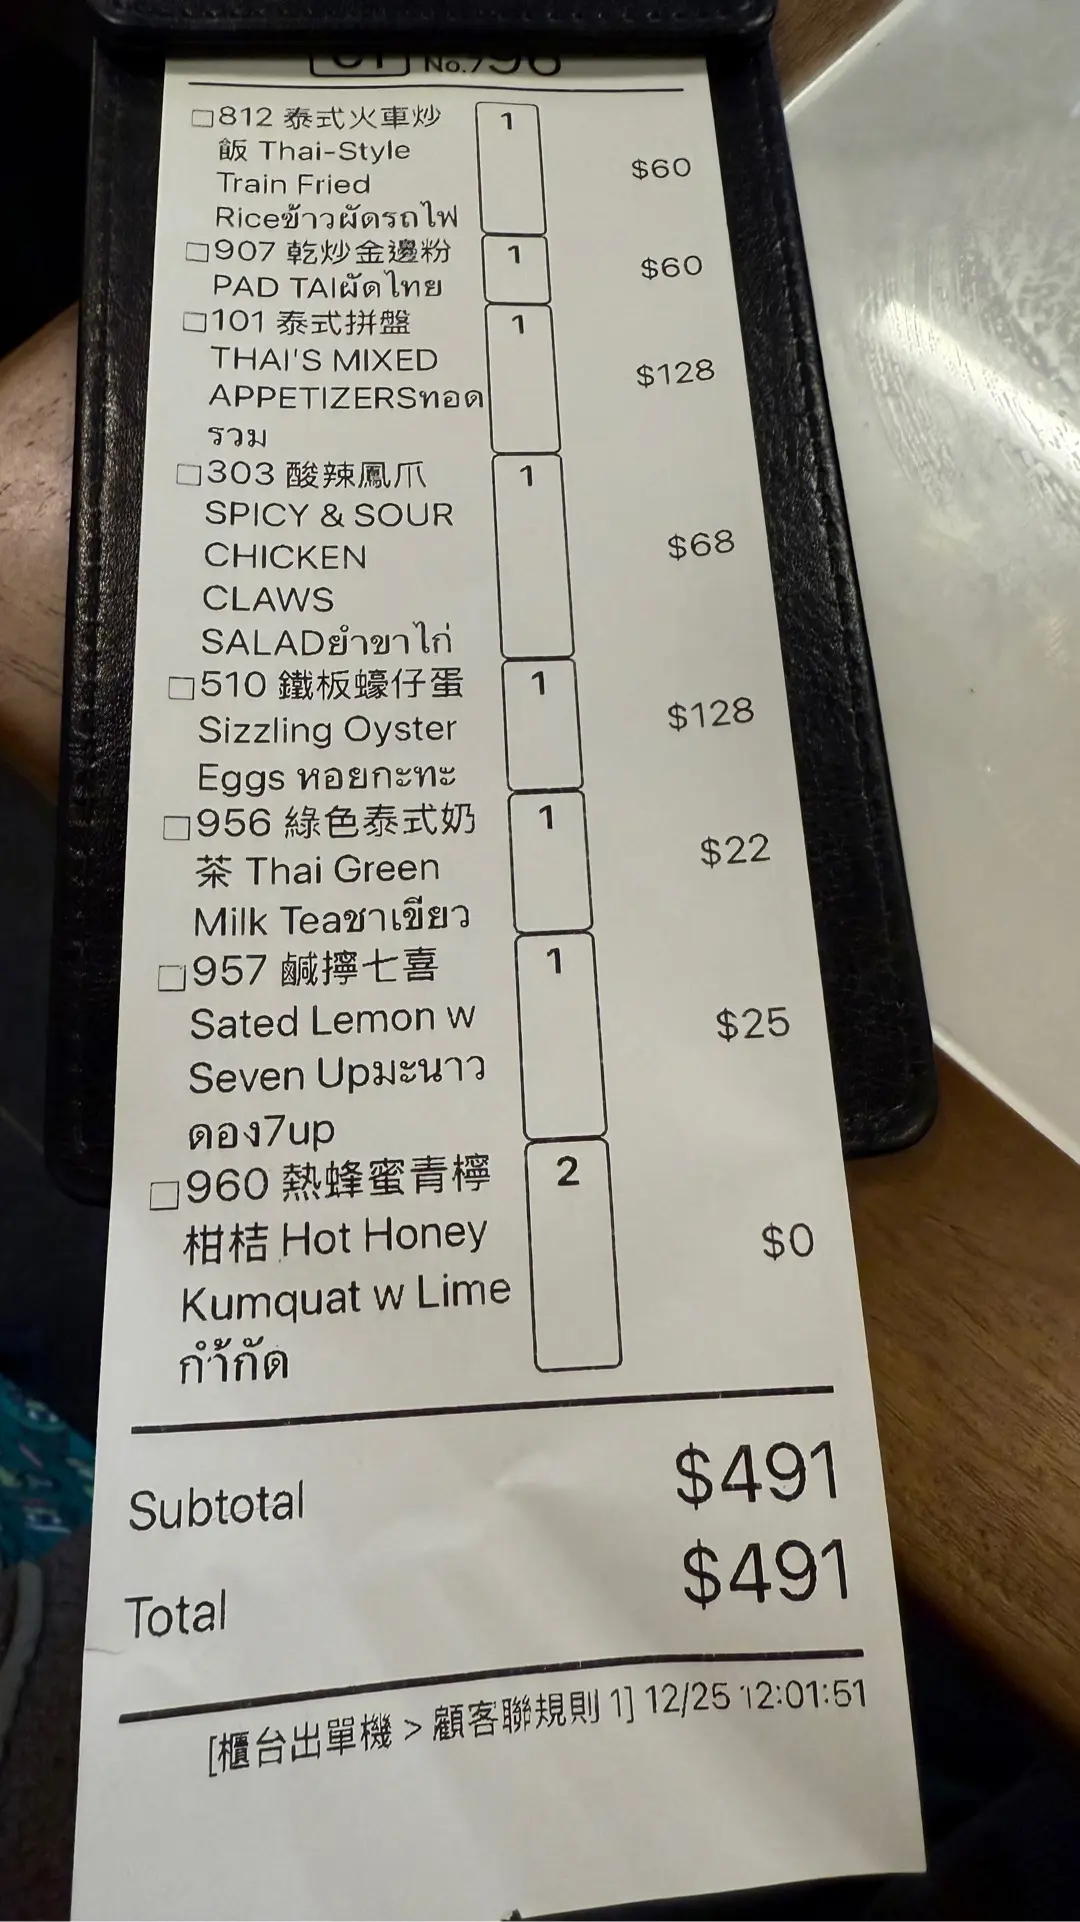 No.796
812 泰式火車炒 1
飯 Thai-Style $60
Train Fried
Riceข้าวผัดรถไฟ
907 乾炒金邊粉 1 $60
PAD TAIผัดไทย
101 泰式拼盤 1
THAI'S MIXED $128
APPETIZERSทอด
รวม
303 酸辣鳳爪 1
SPICY & SOUR $68
CHICKEN
CLAWS
SALADยำขาไก่
510 鐵板蠔仔蛋 1
Sizzling Oyster $128
Eggs หอยกะทะ
956 綠色泰式奶 1
茶 Thai Green $22
Milk Teaชาเขียว
957 鹹擰七喜 1
Sated Lemon w $25
Seven Upมะนาว
ดอง7up
960 熱蜂蜜青檸 2
柑桔 Hot Honey $0
Kumquat w Lime
กำ้กัด
Subtotal $491
Total $491
[櫃台出單機 > 顧客聯規則 1] 12/25 12:01:51